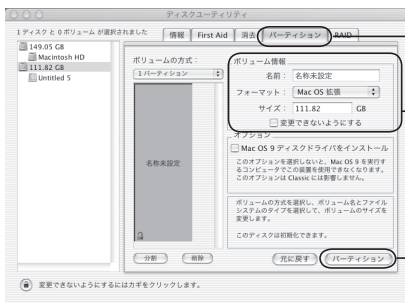 ディスクユーティリティ
1 ディスク と 0 ボリューム が選択されました
149.05 GB
Macintosh HD
111.82 GB
Untitled 5
情報
First Aid
消去
パーティション
RAID
ボリュームの方式：
1 パーティション
名称未設定
分割
削除
ボリューム情報
名前： 名称未設定
フォーマット： Mac OS 拡張
サイズ： 111.82 GB
変更できないようにする
オプション
Mac OS 9 ディスクドライバをインストール
このオプションを選択しないと、Mac OS 9 を実行す
るコンピュータでこの装置を使用できなくなります。
このオプションは Classic には影響しません。
ボリュームの方式を選択し、ボリューム名とファイル
システムのタイプを選択して、ボリュームのサイズを
変更します。
このディスクは初期化できます。
元に戻す
パーティション
変更できないようにするにはカギをクリックします。